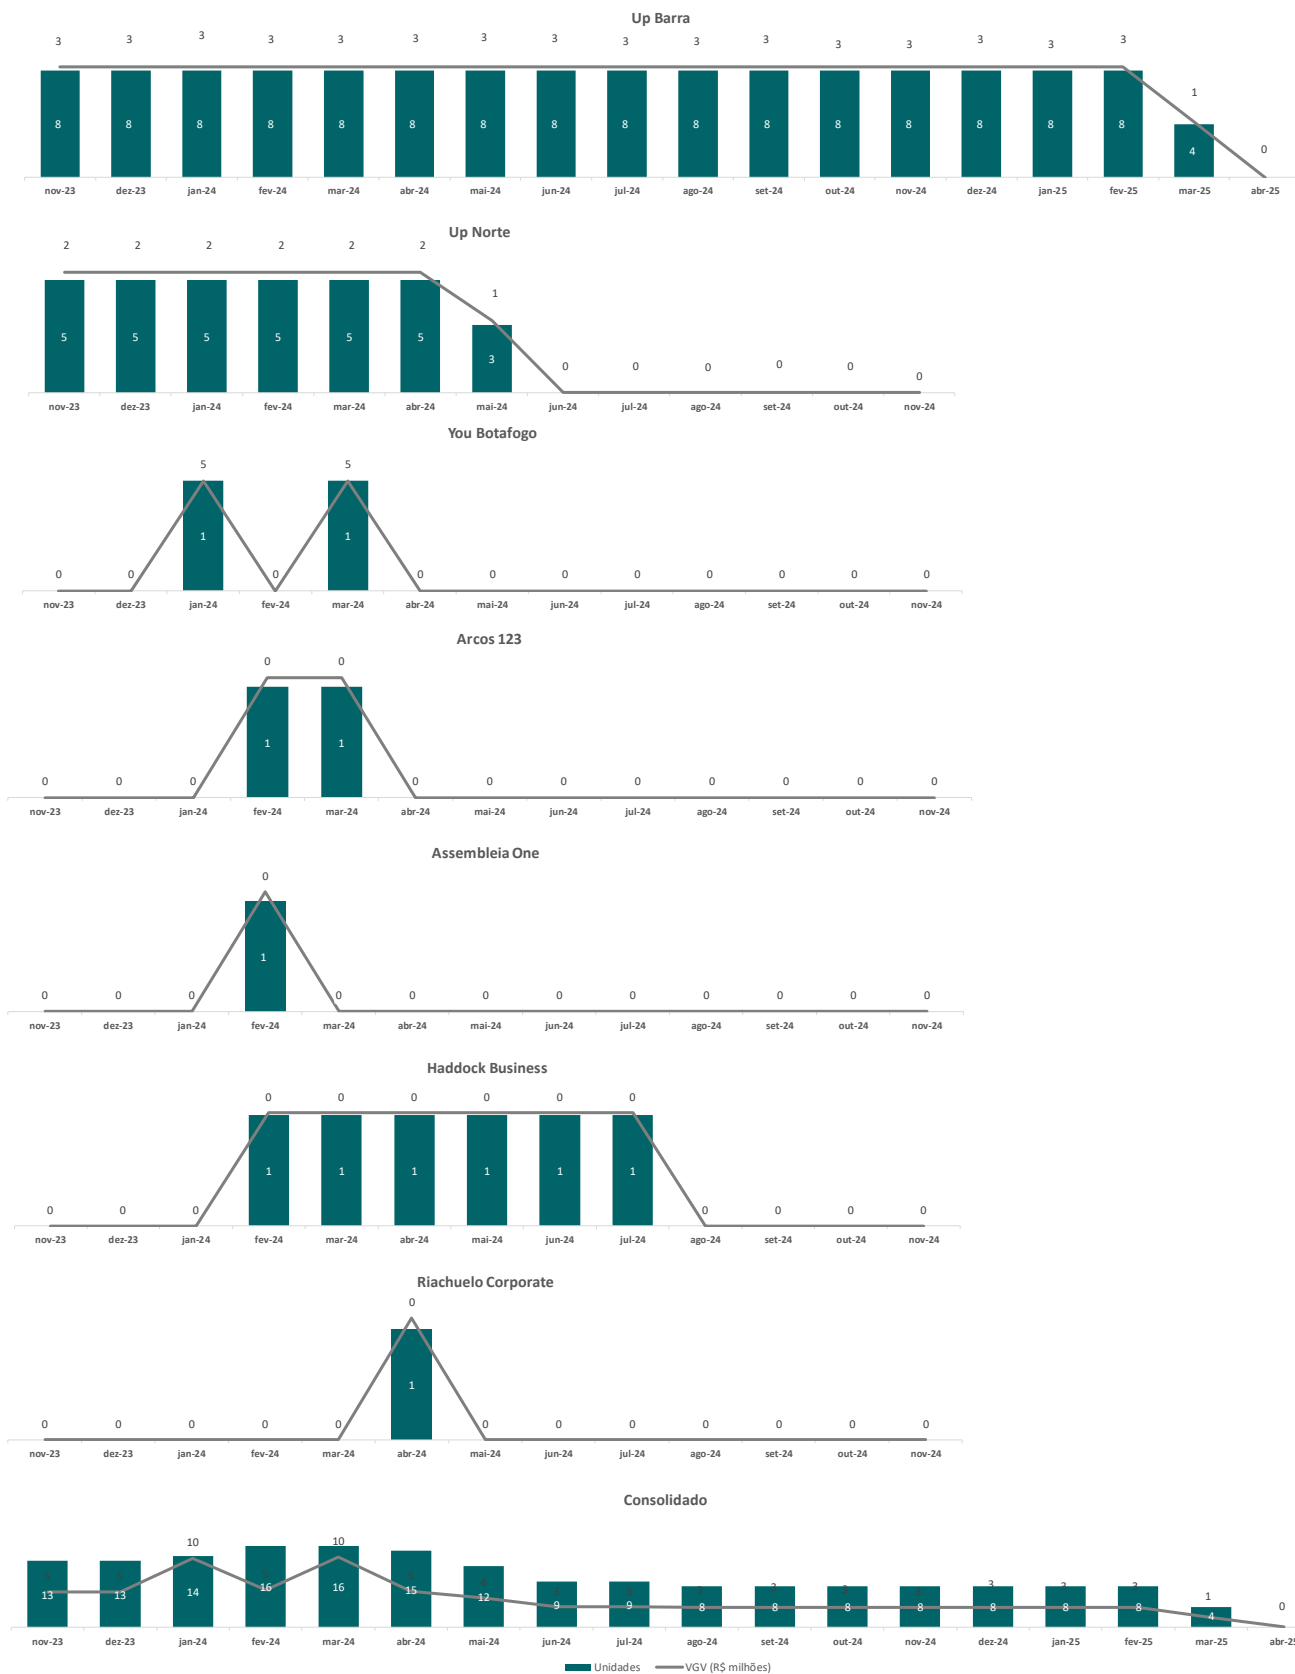 Up Barra
3 3 3 3 3 3 3 3 3 3 3 3 3 3 3 3 1 0
8 8 8 8 8 8 8 8 8 8 8 8 8 8 8 8 4
nov-23 dez-23 jan-24 fev-24 mar-24 abr-24 mai-24 jun-24 jul-24 ago-24 set-24 out-24 nov-24 dez-24 jan-25 fev-25 mar-25 abr-25
Up Norte
2 2 2 2 2 2 1 0 0 0 0 0 0
5 5 5 5 5 5 3
nov-23 dez-23 jan-24 fev-24 mar-24 abr-24 mai-24 jun-24 jul-24 ago-24 set-24 out-24 nov-24
You Botafogo
0 0 5 0 5 0 0 0 0 0 0 0 0
1 1
nov-23 dez-23 jan-24 fev-24 mar-24 abr-24 mai-24 jun-24 jul-24 ago-24 set-24 out-24 nov-24
Arcos 123
0 0 0 0 0 0 0 0 0 0 0 0 0
1 1
nov-23 dez-23 jan-24 fev-24 mar-24 abr-24 mai-24 jun-24 jul-24 ago-24 set-24 out-24 nov-24
Assembleia One
0 0 0 0 0 0 0 0 0 0 0 0 0
1
nov-23 dez-23 jan-24 fev-24 mar-24 abr-24 mai-24 jun-24 jul-24 ago-24 set-24 out-24 nov-24
Haddock Business
0 0 0 0 0 0 0 0 0 0 0 0 0
1 1 1 1 1 1
nov-23 dez-23 jan-24 fev-24 mar-24 abr-24 mai-24 jun-24 jul-24 ago-24 set-24 out-24 nov-24
Riachuelo Corporate
0 0 0 0 0 0 0 0 0 0 0 0 0
1
nov-23 dez-23 jan-24 fev-24 mar-24 abr-24 mai-24 jun-24 jul-24 ago-24 set-24 out-24 nov-24
Consolidado
5 5 10 5 10 5 10 3 1 0
13 13 14 16 16 15 12 9 9 8 8 8 8 8 8 8 4
nov-23 dez-23 jan-24 fev-24 mar-24 abr-24 mai-24 jun-24 jul-24 ago-24 set-24 out-24 nov-24 dez-24 jan-25 fev-25 mar-25 abr-25
Unidades VGV (R$ milhões)